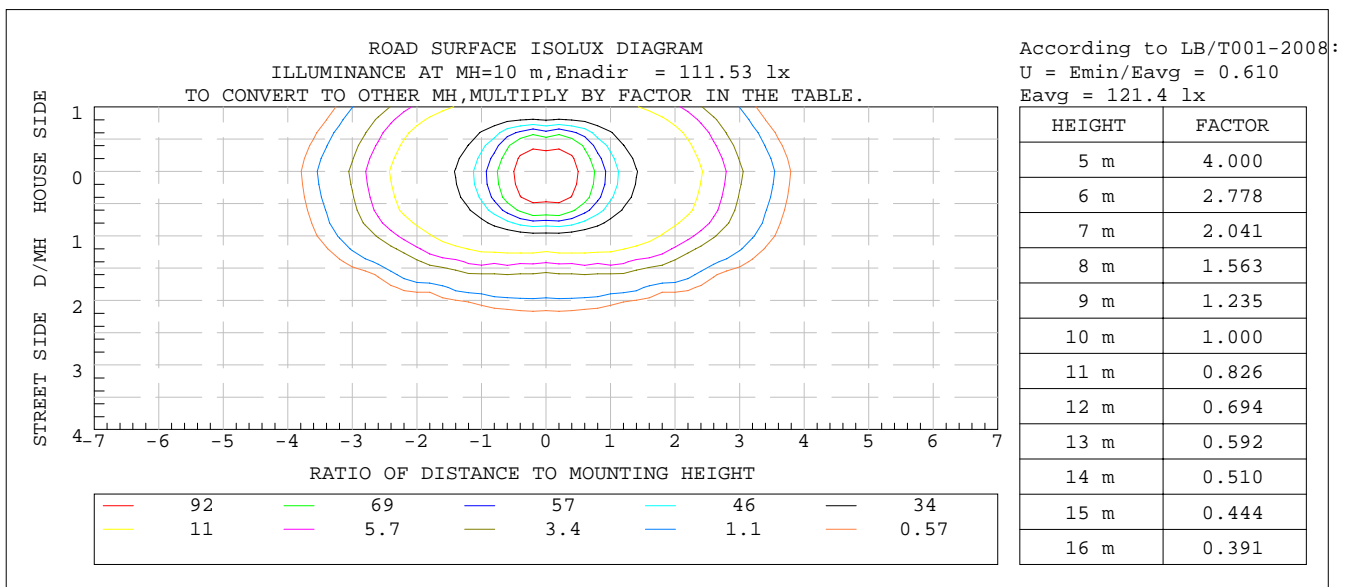 ROAD SURFACE ISOLUX DIAGRAM
ILLUMINANCE AT MH=10 m,Enadir = 111.53 lx
TO CONVERT TO OTHER MH,MULTIPLY BY FACTOR IN THE TABLE.
STREET SIDE D/MH HOUSE SIDE
1
0
1
2
3
4
-7 -6 -5 -4 -3 -2 -1 0 1 2 3 4 5 6 7
RATIO OF DISTANCE TO MOUNTING HEIGHT
92 69 57 46 34
11 5.7 3.4 1.1 0.57
According to LB/T001-2008:
U = Emin/Eavg = 0.610
Eavg = 121.4 lx
HEIGHT FACTOR
5 m 4.000
6 m 2.778
7 m 2.041
8 m 1.563
9 m 1.235
10 m 1.000
11 m 0.826
12 m 0.694
13 m 0.592
14 m 0.510
15 m 0.444
16 m 0.391